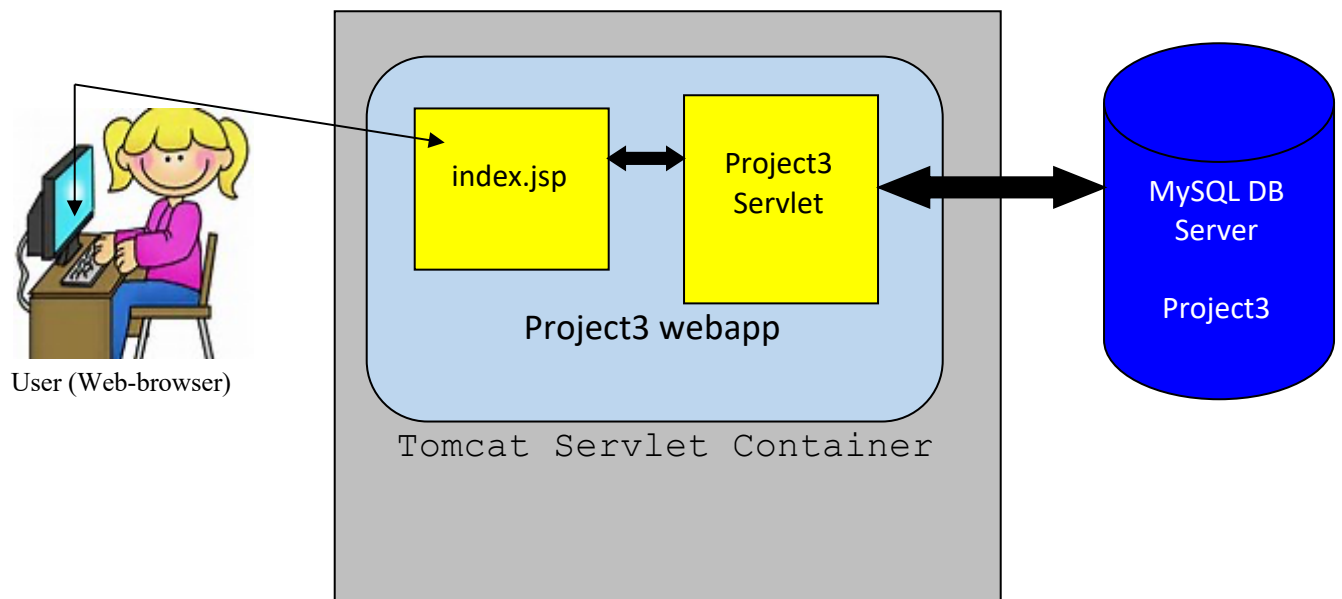 index.jsp
Project3
Servlet
Project3 webapp
Tomcat Servlet Container
User (Web-browser)
MySQL DB
Server
Project3